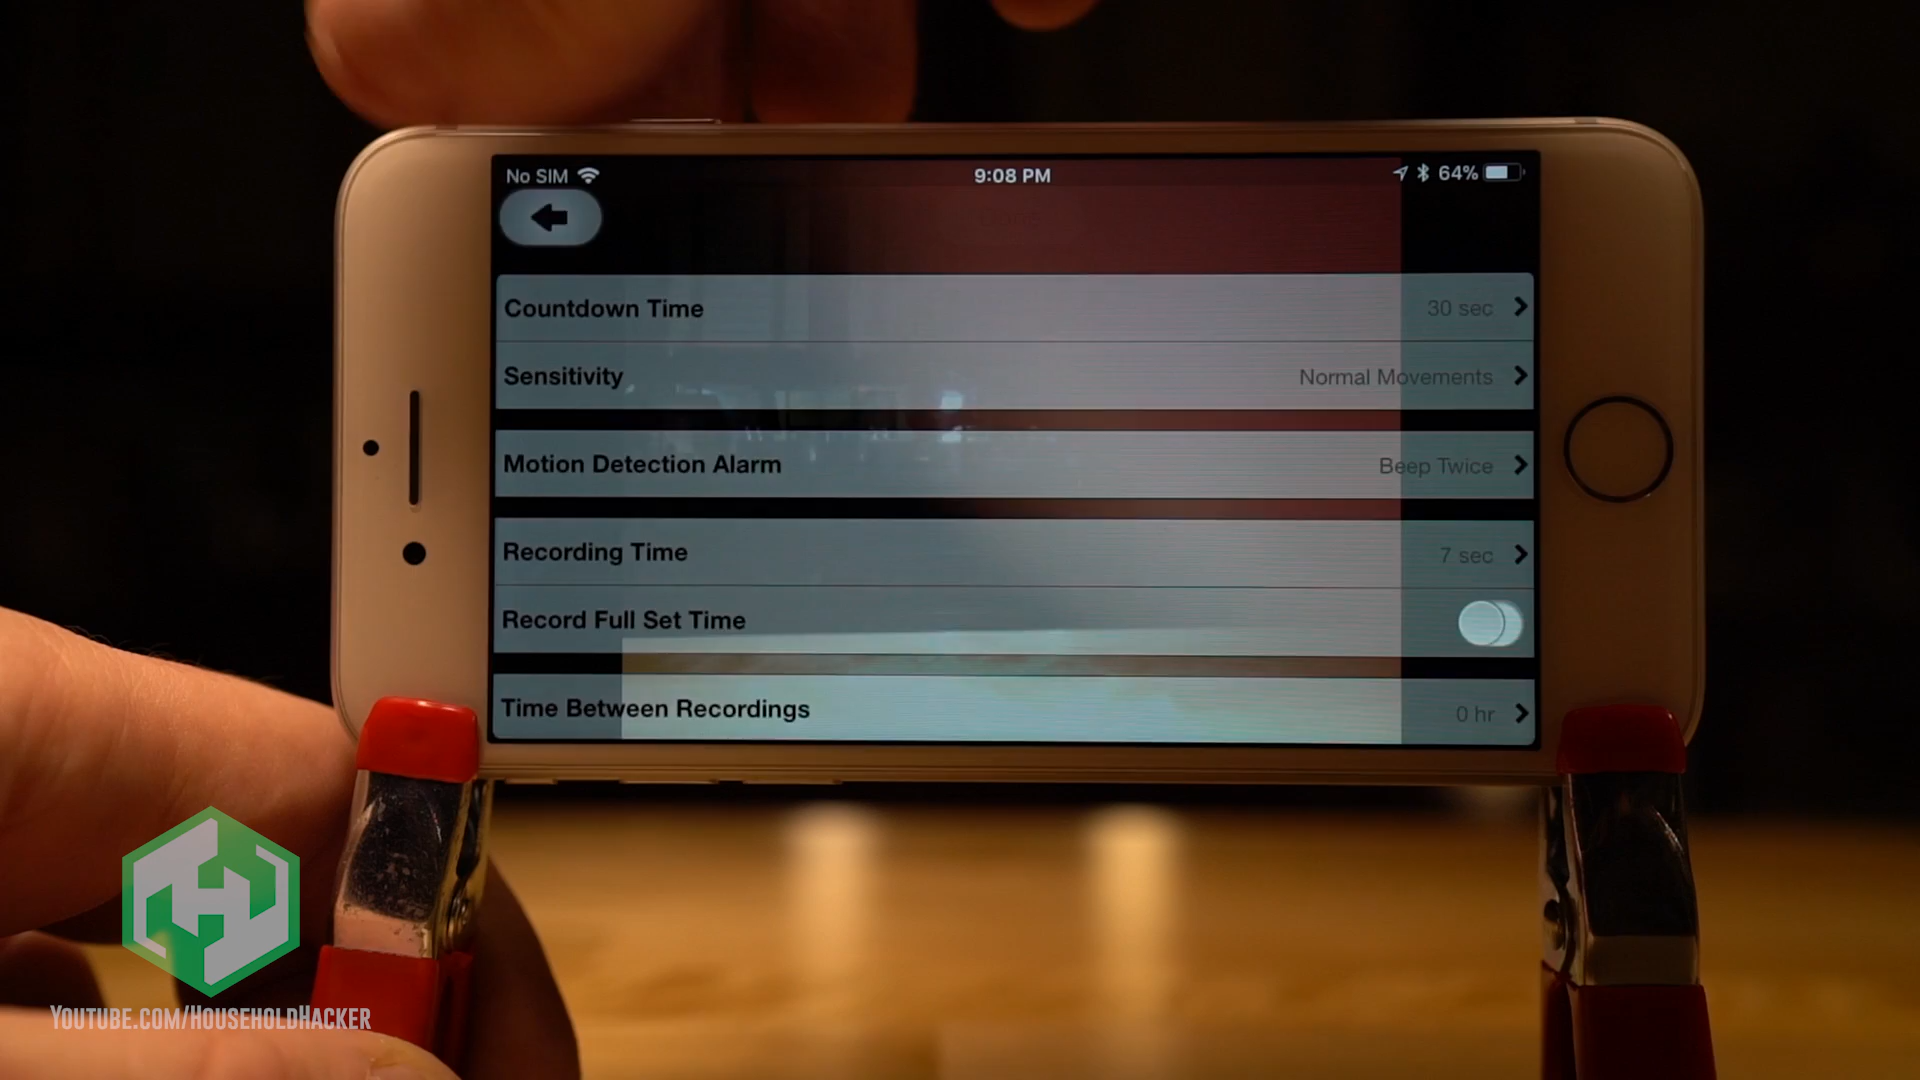 No SIM 9:08 PM 64%
Countdown Time 30 sec
Sensitivity Normal Movements
Motion Detection Alarm Beep Twice
Recording Time 7 sec
Record Full Set Time
Time Between Recordings 0 hr
Youtube.com/HouseholdHacker